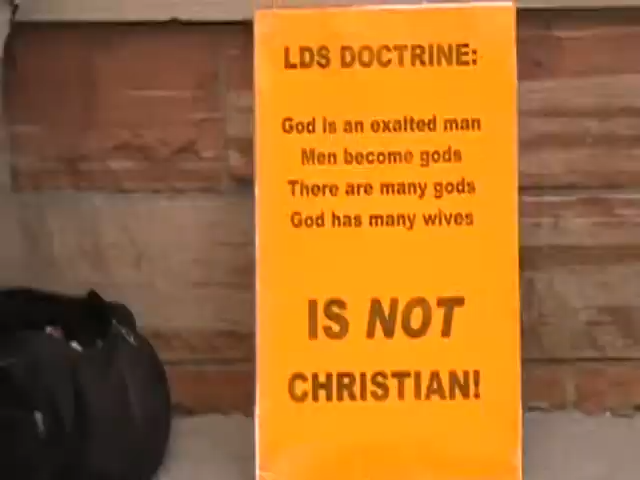 LDS DOCTRINE:
God is an exalted man
Men become gods
There are many gods
God has many wives
IS NOT
CHRISTIAN!